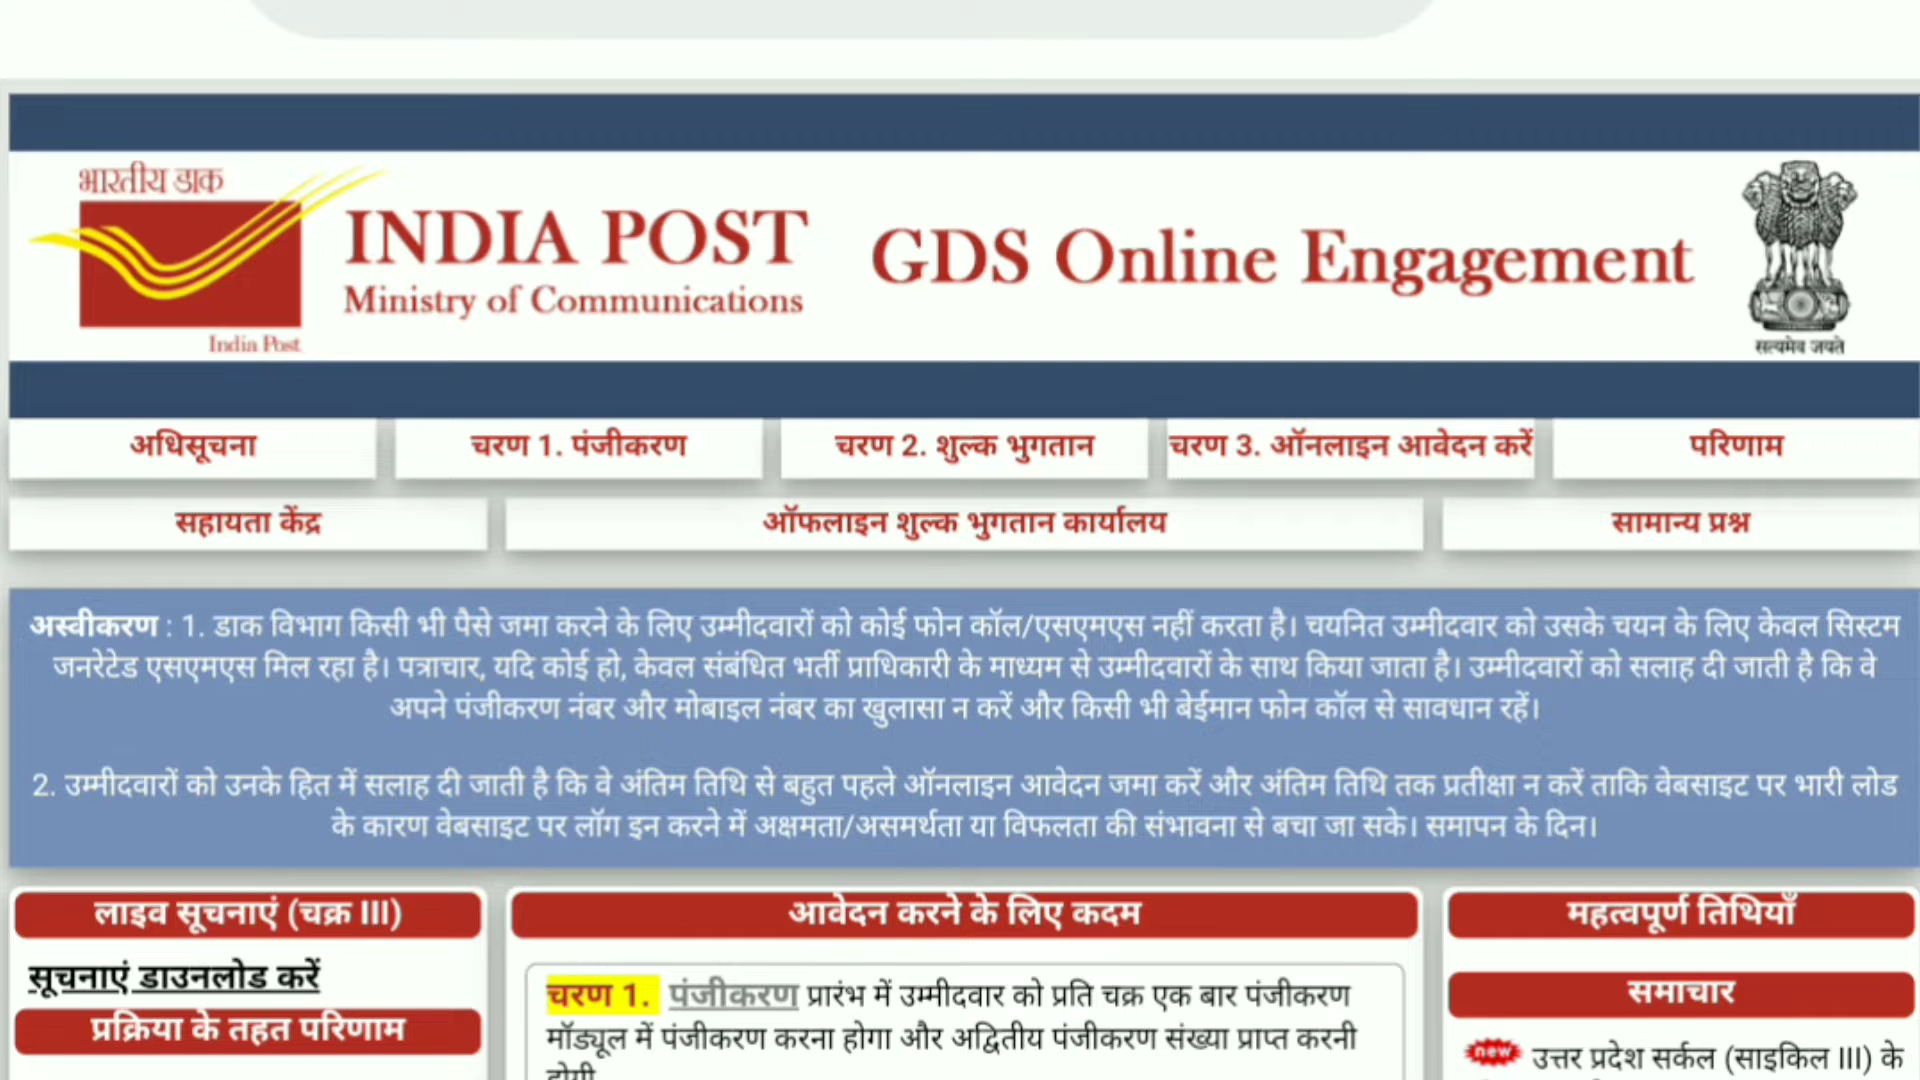 भारतीय डाक
INDIA POST
Ministry of Communications
India Post
GDS Online Engagement
सत्यमेव जयते
अधिसूचना
चरण 1. पंजीकरण
चरण 2. शुल्क भुगतान
चरण 3. ऑनलाइन आवेदन करें
परिणाम
सहायता केंद्र
ऑफलाइन शुल्क भुगतान कार्यालय
सामान्य प्रश्न
अस्वीकरण : 1. डाक विभाग किसी भी पैसे जमा करने के लिए उम्मीदवारों को कोई फोन कॉल/एसएमएस नहीं करता है। चयनित उम्मीदवार को उसके चयन के लिए केवल सिस्टम
जनरेटेड एसएमएस मिल रहा है। पत्राचार, यदि कोई हो, केवल संबंधित भर्ती प्राधिकारी के माध्यम से उम्मीदवारों के साथ किया जाता है। उम्मीदवारों को सलाह दी जाती है कि वे
अपने पंजीकरण नंबर और मोबाइल नंबर का खुलासा न करें और किसी भी बेईमान फोन कॉल से सावधान रहें।
2. उम्मीदवारों को उनके हित में सलाह दी जाती है कि वे अंतिम तिथि से बहुत पहले ऑनलाइन आवेदन जमा करें और अंतिम तिथि तक प्रतीक्षा न करें ताकि वेबसाइट पर भारी लोड
के कारण वेबसाइट पर लॉग इन करने में अक्षमता/असमर्थता या विफलता की संभावना से बचा जा सके। समापन के दिन।
लाइव सूचनाएं (चक्र III)
सूचनाएं डाउनलोड करें
प्रक्रिया के तहत परिणाम
आवेदन करने के लिए कदम
चरण 1. पंजीकरण प्रारंभ में उम्मीदवार को प्रति चक्र एक बार पंजीकरण
मॉड्यूल में पंजीकरण करना होगा और अद्वितीय पंजीकरण संख्या प्राप्त करनी
होगी
महत्वपूर्ण तिथियाँ
समाचार
new उत्तर प्रदेश सर्कल (साइकिल III) के